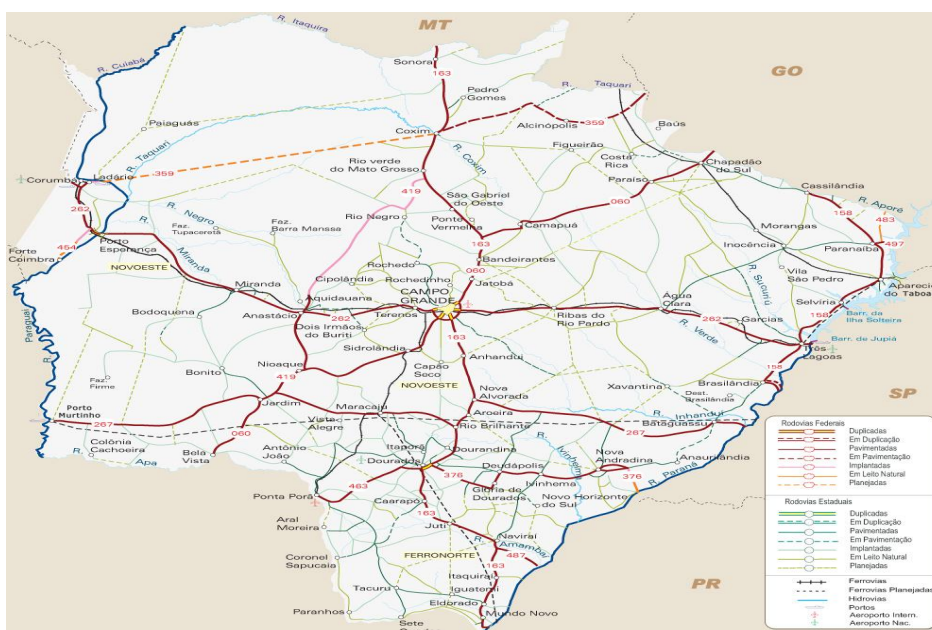 MT
GO
SP
PR
R. Itaquira
R. Cuiabá
Sonora
163
Pedro
Gomes
R. Taquari
Paiaguás
Coxim
Alcinópolis
359
Baús
R. Taquari
R. Coxim
Figueirão
Costa
Rica
Chapadão
do Sul
359
Rio verde
do Mato Grosso
Paraíso
Corumbá
Ladário
419
São Gabriel
do Oeste
060
Cassilândia
158
R. Aporé
483
262
R. Negro
Rio Negro
Ponte
Vermelha
Camapuã
Morangas
R.
Faz.
Tupaceretã
Faz.
Barra Mansa
163
Inocência
Paranaíba
497
Forte
Coimbra
454
Porto
Esperança
Miranda
Rochedo
Bandeirantes
NOVOESTE
Cipolândia
Rochedinho
060
R. Sucuriú
Vila
São Pedro
Miranda
CAMPO
GRANDE
Jatobá
Aparecida
do Taboado
Aquidauana
Água
Clara
Selvíria
Bodoquena
Anastácio
262
Terenos
Ribas do
Rio Pardo
262
Garcias
158
Barr. da
Ilha Solteira
R. Paraguai
Dois Irmãos
do Buriti
163
R. Verde
Barr. de Jupiá
Três
Lagoas
Sidrolândia
Anhanduí
Nioaque
Capão
Seco
158
Bonito
419
NOVOESTE
Brasilândia
Faz.
Firme
Nova
Alvorada
Xavantina
Dest.
Brasilândia
Porto
Murtinho
Jardim
Maracaju
Aroeira
R. Inhanduí
267
Vista
Alegre
Rio Brilhante
267
Bataguassu
060
Colônia
Cachoeira
Itaporã
Douradina
R. Ivinheima
Nova
Andradina
Anaurilândia
R. Apa
Bela
Vista
Antônio
João
Dourados
376
Deudápolis
Ivinhema
376
R. Paraná
463
Glória de
Dourados
Novo Horizonte
do Sul
Ponta Porã
Caarapó
163
Aral
Moreira
Juti
Naviraí
R. Amambaí
487
Coronel
Sapucaia
FERRONORTE
163
Itaquiraí
Tacuru
Iguatemi
Eldorado
Paranhos
Sete
Mundo Novo
Rodovias Federais
Duplicadas
Em Duplicação
Pavimentadas
Em Pavimentação
Implantadas
Em Leito Natural
Planejadas
Rodovias Estaduais
Duplicadas
Em Duplicação
Pavimentadas
Em Pavimentação
Implantadas
Em Leito Natural
Planejadas
Ferrovias
Ferrovias Planejadas
Hidrovias
Portos
Aeroporto Intern.
Aeroporto Nac.